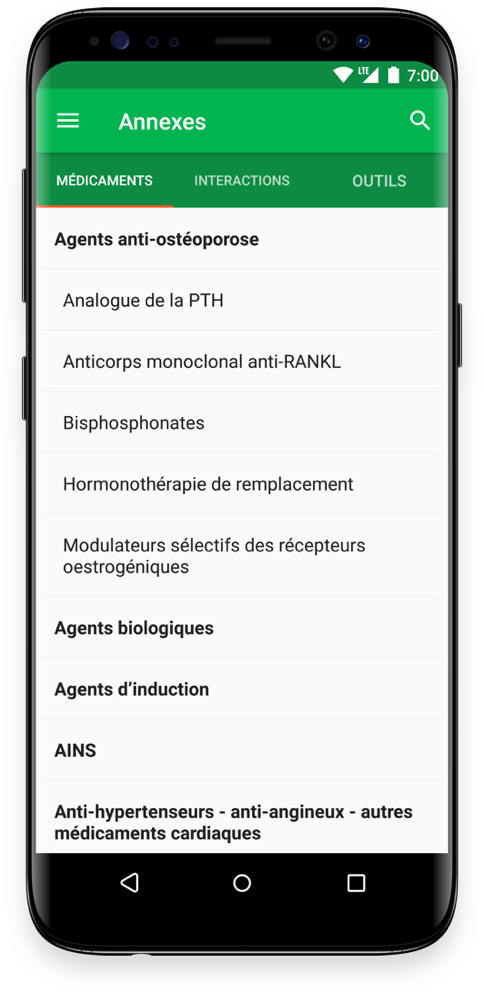 LTE 7:00
Annexes
MÉDICAMENTS INTERACTIONS OUTILS
Agents anti-ostéoporose
Analogue de la PTH
Anticorps monoclonal anti-RANKL
Bisphosphonates
Hormonothérapie de remplacement
Modulateurs sélectifs des récepteurs
oestrogéniques
Agents biologiques
Agents d’induction
AINS
Anti-hypertenseurs - anti-angineux - autres
médicaments cardiaques